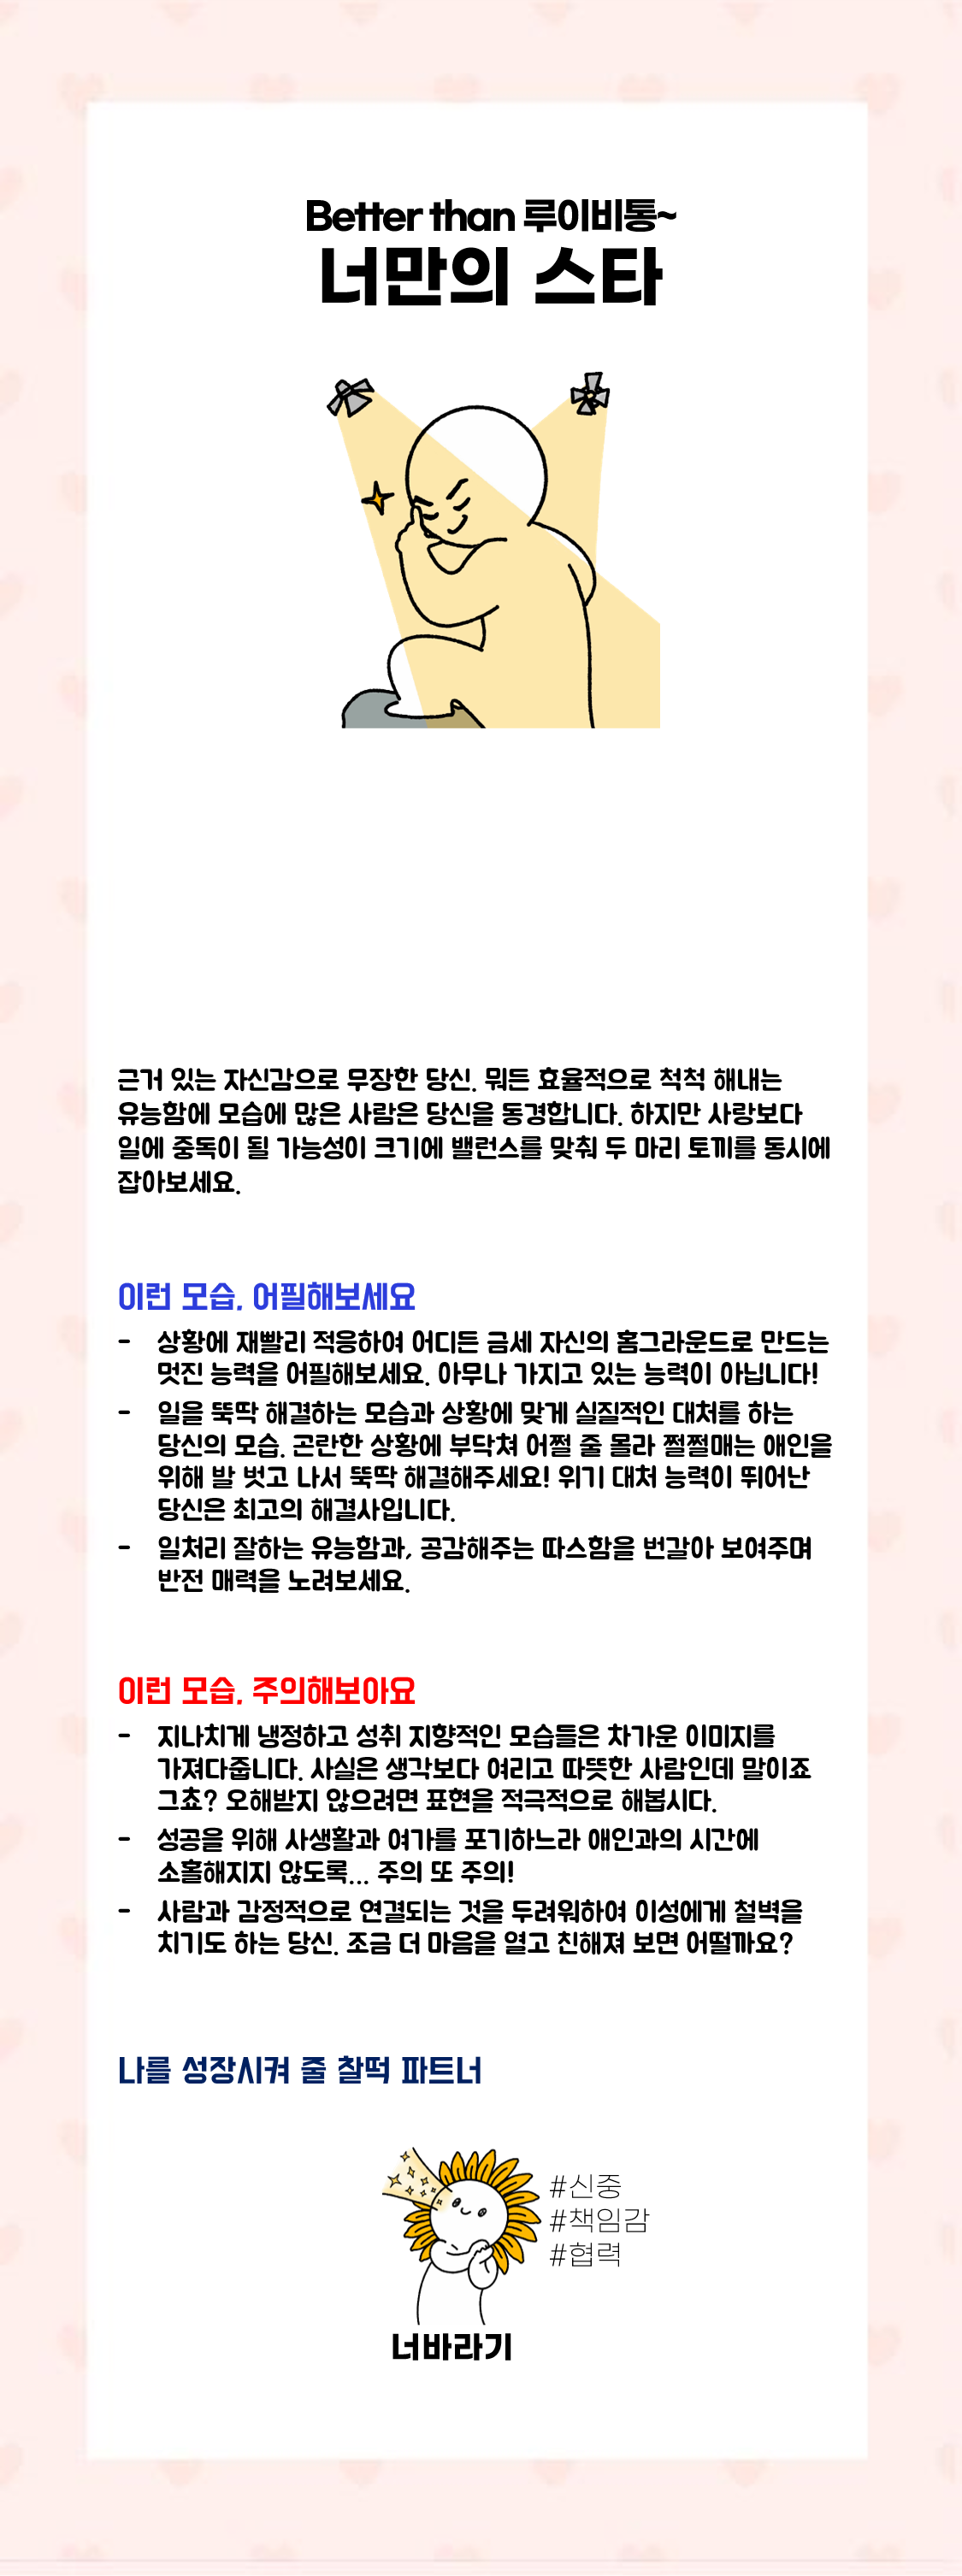 Better than 루이비통~
너만의 스타
근거 있는 자신감으로 무장한 당신. 뭐든 효율적으로 척척 해내는
유능함에 모습에 많은 사람은 당신을 동경합니다. 하지만 사랑보다
일에 중독이 될 가능성이 크기에 밸런스를 맞춰 두 마리 토끼를 동시에
잡아보세요.
이런 모습, 어필해보세요
- 상황에 재빨리 적응하여 어디든 금세 자신의 홈그라운드로 만드는
멋진 능력을 어필해보세요. 아무나 가지고 있는 능력이 아닙니다!
- 일을 뚝딱 해결하는 모습과 상황에 맞게 실질적인 대처를 하는
당신의 모습. 곤란한 상황에 부닥쳐 어쩔 줄 몰라 쩔쩔매는 애인을
위해 발 벗고 나서 뚝딱 해결해주세요! 위기 대처 능력이 뛰어난
당신은 최고의 해결사입니다.
- 일처리 잘하는 유능함과, 공감해주는 따스함을 번갈아 보여주며
반전 매력을 노려보세요.
이런 모습, 주의해보아요
- 지나치게 냉정하고 성취 지향적인 모습들은 차가운 이미지를
가져다줍니다. 사실은 생각보다 여리고 따뜻한 사람인데 말이죠
그쵸? 오해받지 않으려면 표현을 적극적으로 해봅시다.
- 성공을 위해 사생활과 여가를 포기하느라 애인과의 시간에
소홀해지지 않도록... 주의 또 주의!
- 사람과 감정적으로 연결되는 것을 두려워하여 이성에게 철벽을
치기도 하는 당신. 조금 더 마음을 열고 친해져 보면 어떨까요?
나를 성장시켜 줄 찰떡 파트너
#신중
#책임감
#협력
너바라기